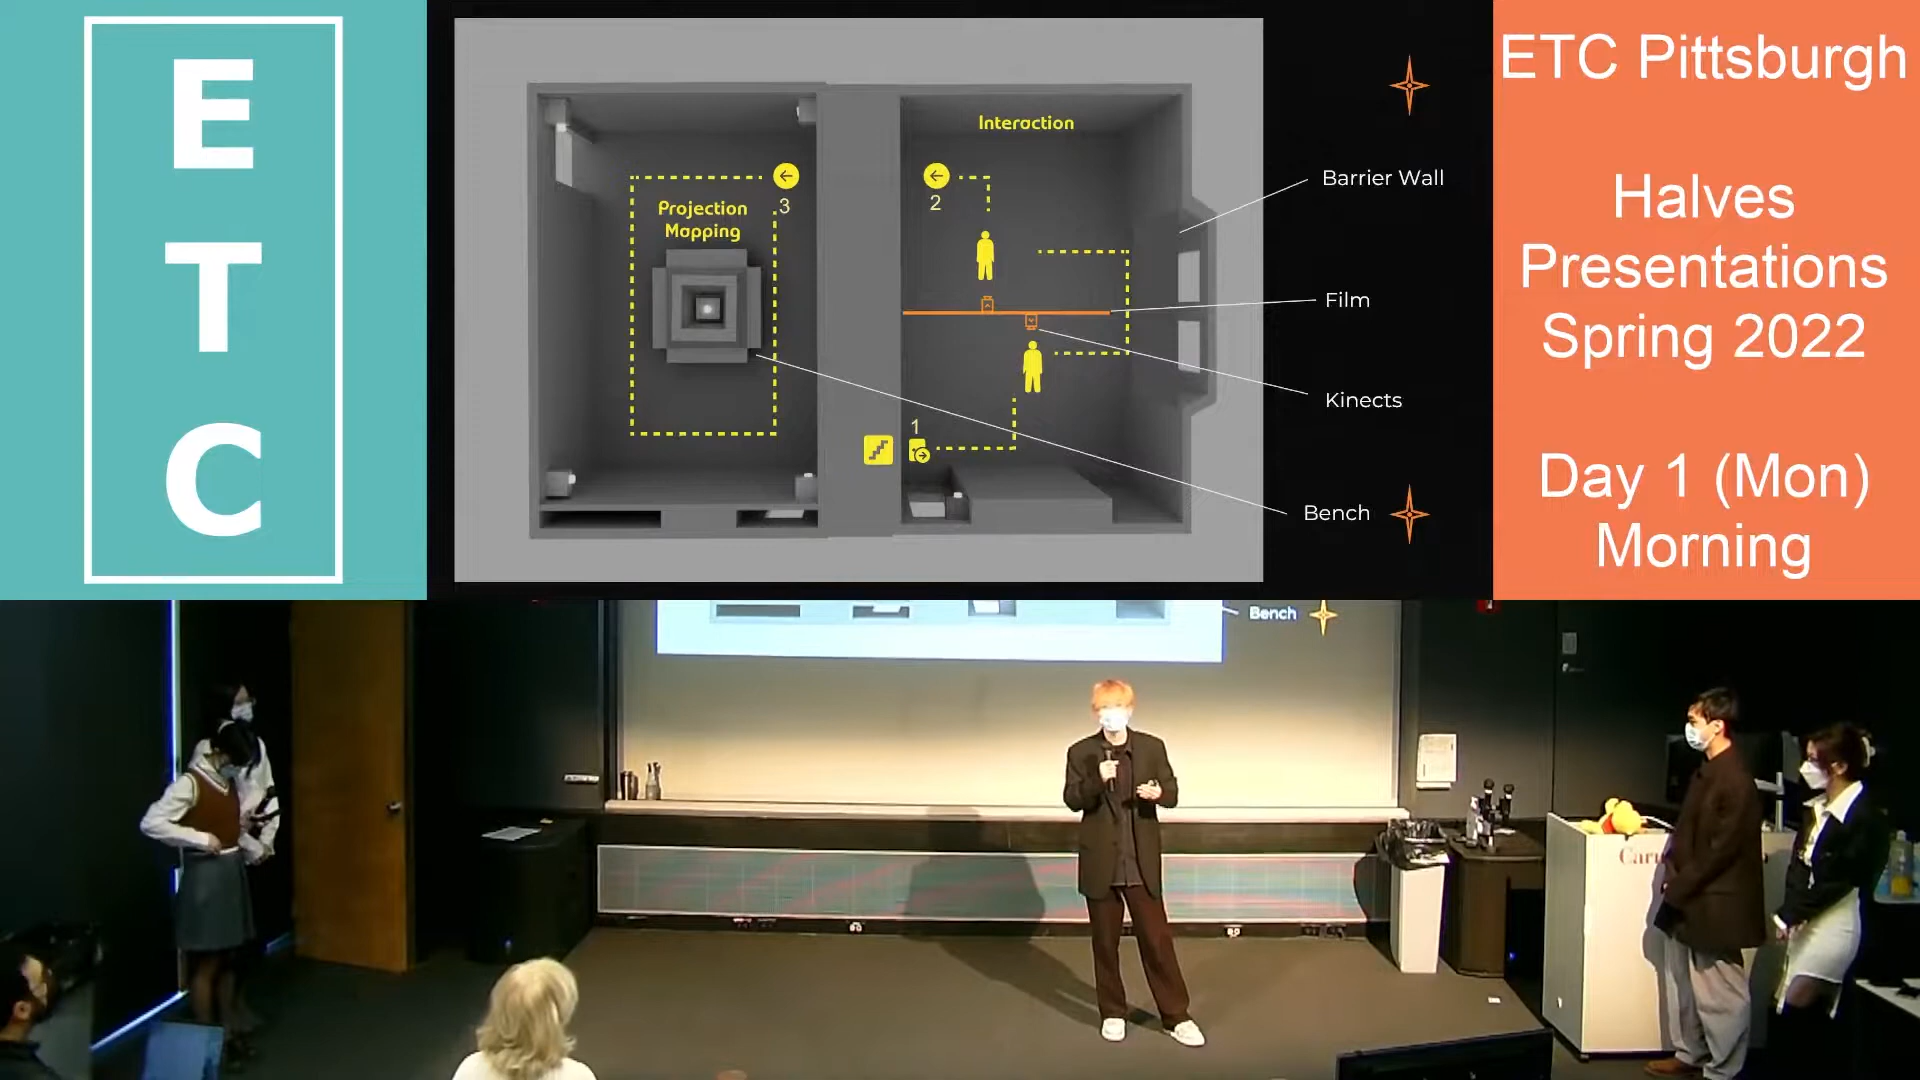 E
T
C
Interaction
3
2
Projection
Mapping
1
Barrier Wall
Film
Kinects
Bench
ETC Pittsburgh
Halves
Presentations
Spring 2022
Day 1 (Mon)
Morning
Bench